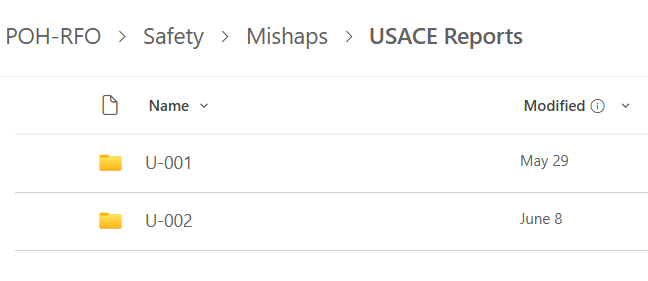 POH-RFO > Safety > Mishaps > USACE Reports
Name Modified
U-001 May 29
U-002 June 8